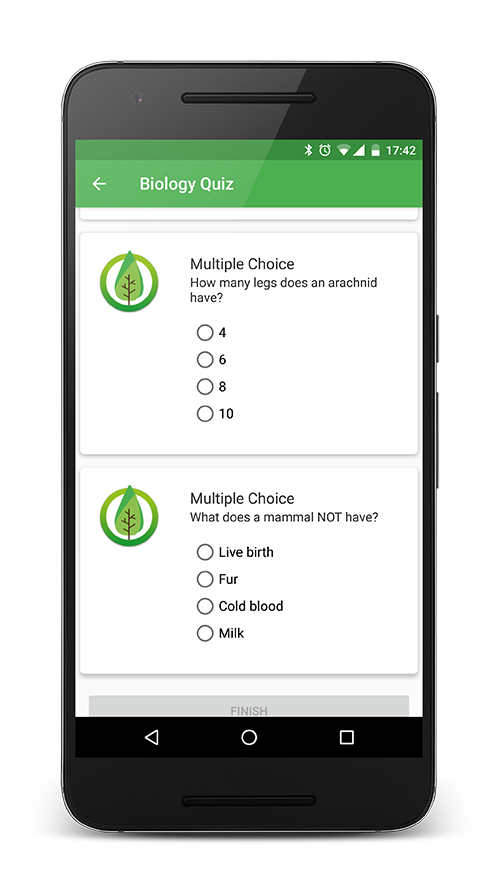 17:42
Biology Quiz
Multiple Choice
How many legs does an arachnid
have?
4
6
8
10
Multiple Choice
What does a mammal NOT have?
Live birth
Fur
Cold blood
Milk
FINISH